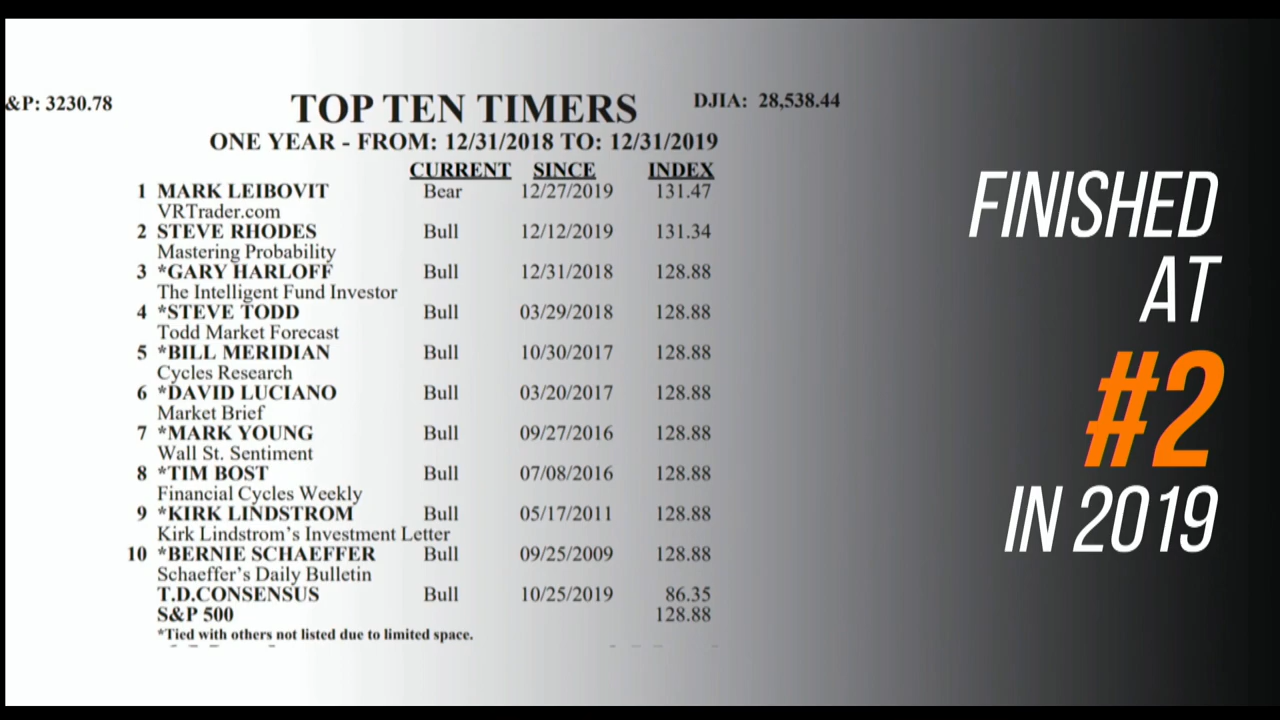 &P: 3230.78
TOP TEN TIMERS
DJIA: 28,538.44
ONE YEAR - FROM: 12/31/2018 TO: 12/31/2019
CURRENT SINCE INDEX
1 MARK LEIBOVIT Bear 12/27/2019 131.47
VRTrader.com
2 STEVE RHODES Bull 12/12/2019 131.34
Mastering Probability
3 *GARY HARLOFF Bull 12/31/2018 128.88
The Intelligent Fund Investor
4 *STEVE TODD Bull 03/29/2018 128.88
Todd Market Forecast
5 *BILL MERIDIAN Bull 10/30/2017 128.88
Cycles Research
6 *DAVID LUCIANO Bull 03/20/2017 128.88
Market Brief
7 *MARK YOUNG Bull 09/27/2016 128.88
Wall St. Sentiment
8 *TIM BOST Bull 07/08/2016 128.88
Financial Cycles Weekly
9 *KIRK LINDSTROM Bull 05/17/2011 128.88
Kirk Lindstrom's Investment Letter
10 *BERNIE SCHAEFFER Bull 09/25/2009 128.88
Schaeffer's Daily Bulletin
T.D.CONSENSUS Bull 10/25/2019 86.35
S&P 500 128.88
*Tied with others not listed due to limited space.
FINISHED
AT
#2
IN 2019